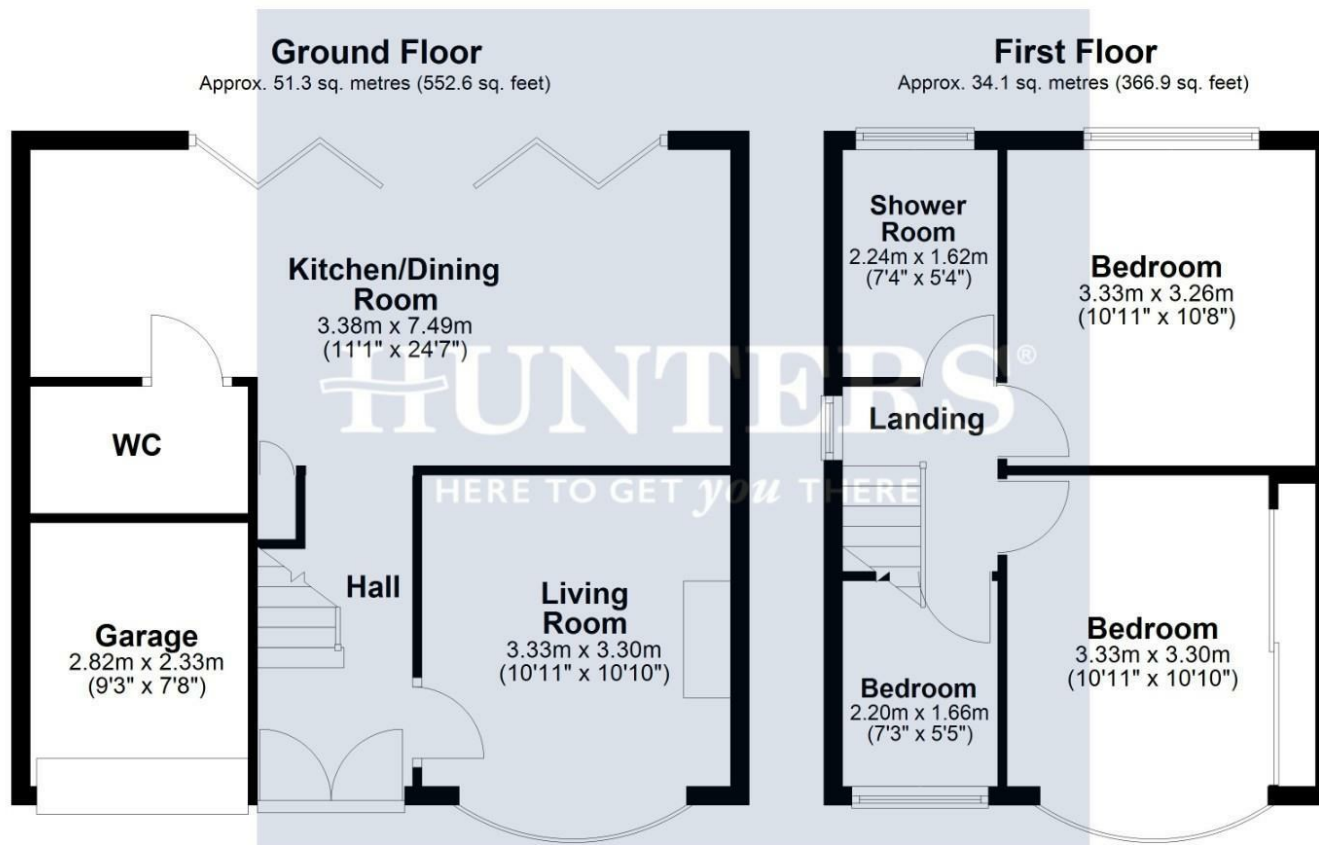 Ground Floor
Approx. 51.3 sq. metres (552.6 sq. feet)
Kitchen/Dining
Room
3.38m x 7.49m
(11'1" x 24'7")
WC
Hall
Garage
2.82m x 2.33m
(9'3" x 7'8")
Living
Room
3.33m x 3.30m
(10'11" x 10'10")
First Floor
Approx. 34.1 sq. metres (366.9 sq. feet)
Shower
Room
2.24m x 1.62m
(7'4" x 5'4")
Bedroom
3.33m x 3.26m
(10'11" x 10'8")
Landing
Bedroom
2.20m x 1.66m
(7'3" x 5'5")
Bedroom
3.33m x 3.30m
(10'11" x 10'10")
HUNTERS®
HERE TO GET you THERE